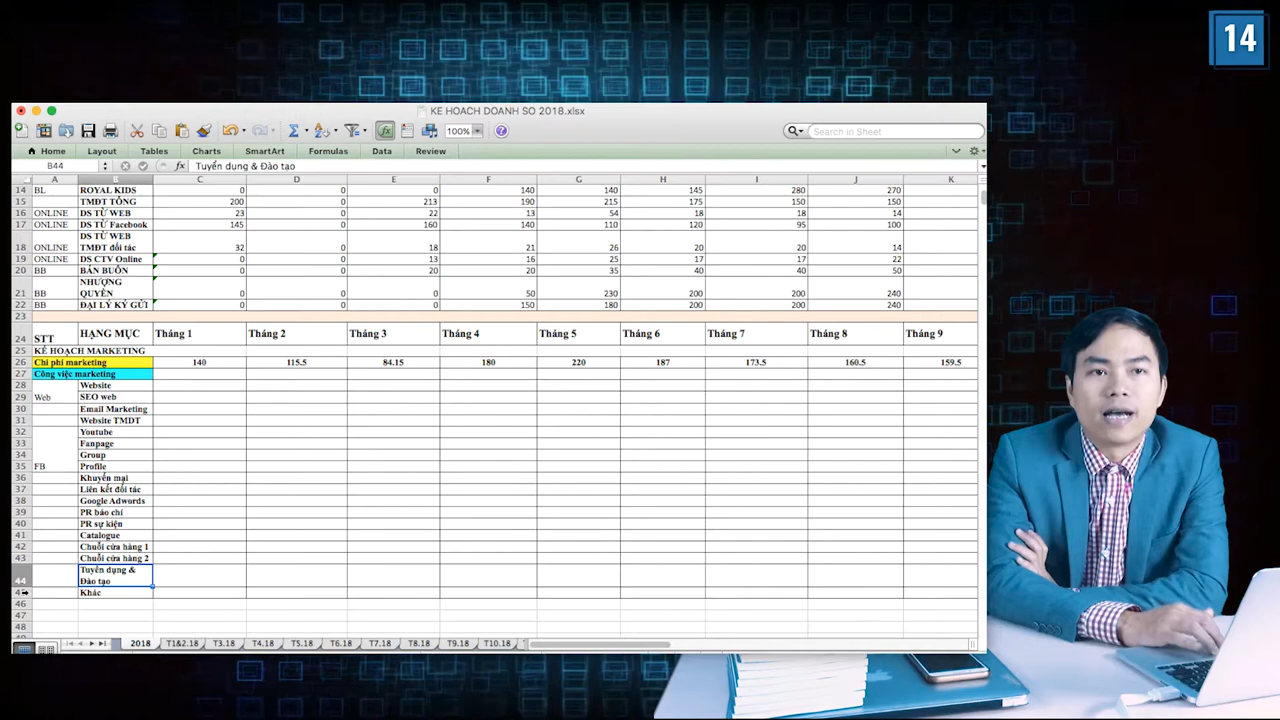 14
KE HOACH DOANH SO 2018.xlsx
100%
Search in Sheet
Home Layout Tables Charts SmartArt Formulas Data Review
B44 fx Tuyển dụng & Đào tạo
A B C D E F G H I J K
14 BL ROYAL KIDS 0 0 0 140 140 145 280 270
15 TMĐT TỔNG 200 0 213 190 215 175 150 150
16 ONLINE DS TỪ WEB 23 0 22 13 54 18 18 14
17 ONLINE DS TỪ Facebook 145 0 160 140 110 120 95 100
DS TỪ WEB
18 ONLINE TMĐT đối tác 32 0 18 21 26 20 20 14
19 ONLINE DS CTV Online 0 0 13 16 25 17 17 22
20 BB BÁN BUÔN 0 0 20 20 35 40 40 50
NHƯỢNG
21 BB QUYỀN 0 0 0 50 230 200 200 240
22 BB ĐẠI LÝ KÝ GỬI 0 0 0 150 180 200 200 240
23
24 STT HẠNG MỤC Tháng 1 Tháng 2 Tháng 3 Tháng 4 Tháng 5 Tháng 6 Tháng 7 Tháng 8 Tháng 9
25 KẾ HOẠCH MARKETING
26 Chi phí marketing 140 115.5 84.15 180 220 187 173.5 160.5 159.5
27 Công việc marketing
28 Website
29 Web SEO web
30 Email Marketing
31 Website TMDT
32 Youtube
33 Fanpage
34 Group
35 FB Profile
36 Khuyến mại
37 Liên kết đối tác
38 Google Adwords
39 PR báo chí
40 PR sự kiện
41 Catalogue
42 Chuỗi cửa hàng 1
43 Chuỗi cửa hàng 2
Tuyển dụng &
44 Đào tạo
Khác
46
47
48
2018 T1&2.18 T3.18 T4.18 T5.18 T6.18 T7.18 T8.18 T9.18 T10.18